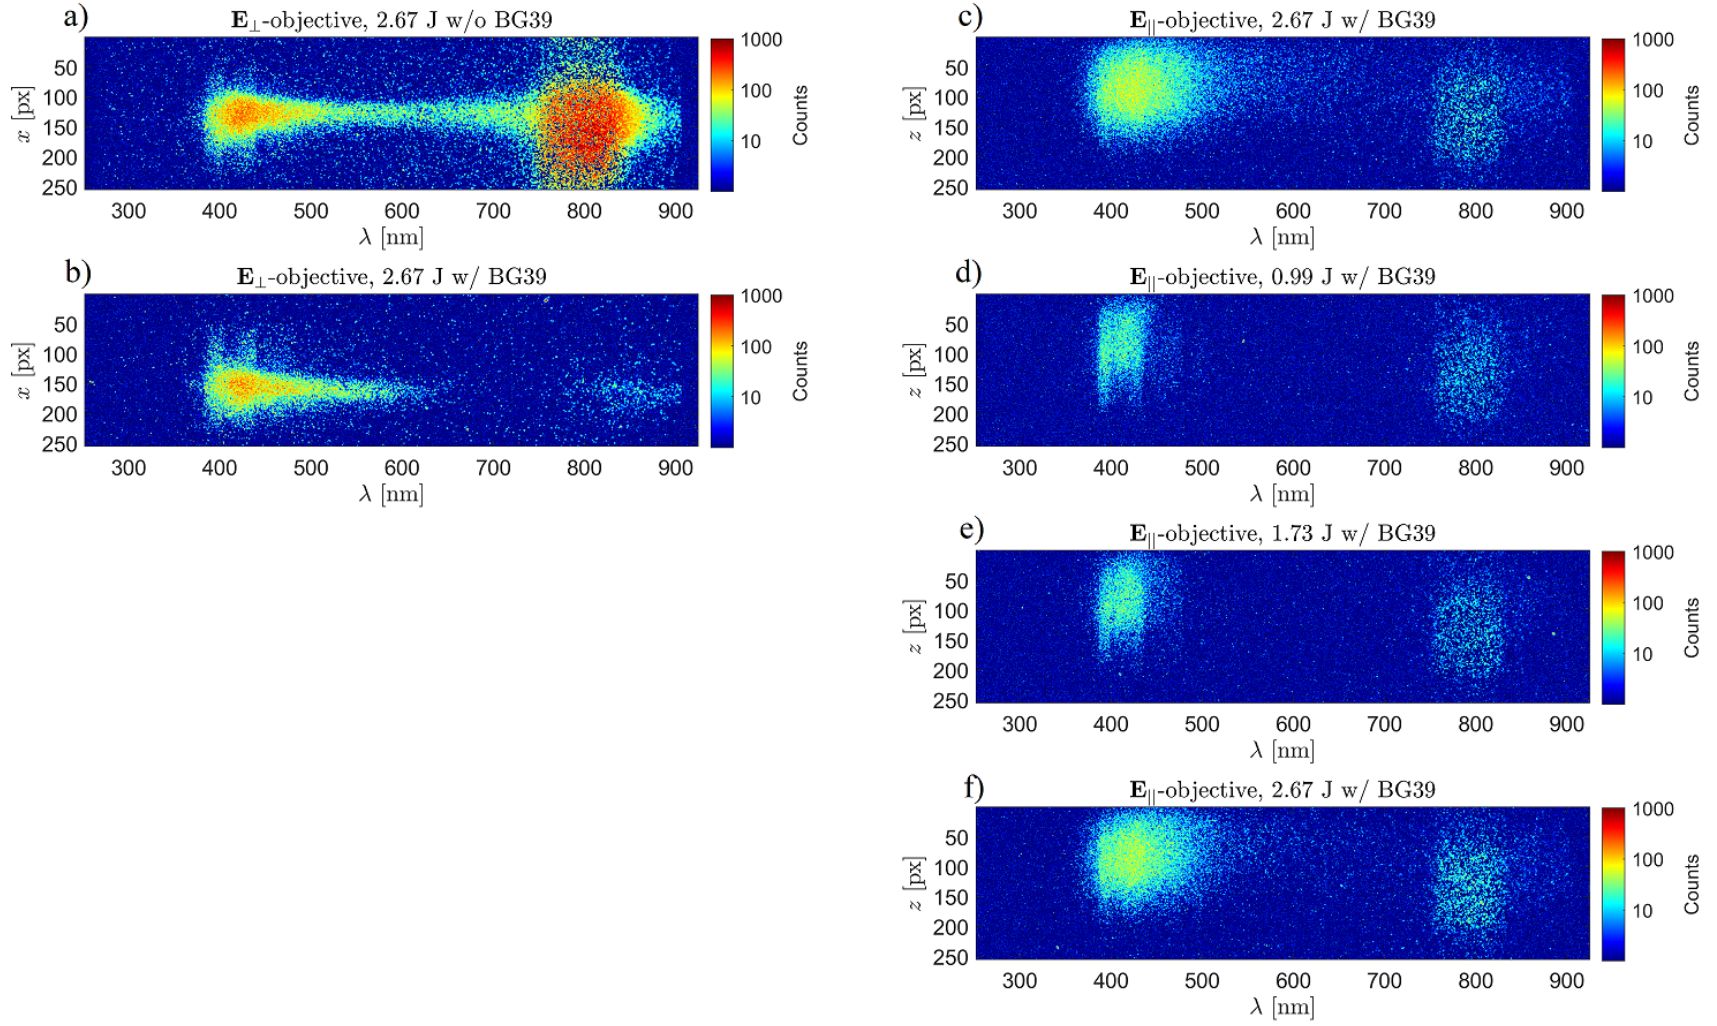 a)
E⊥-objective, 2.67 J w/o BG39
x [px]
50
100
150
200
250
300 400 500 600 700 800 900
λ [nm]
1000
100
10
Counts
b)
E⊥-objective, 2.67 J w/ BG39
x [px]
50
100
150
200
250
300 400 500 600 700 800 900
λ [nm]
1000
100
10
Counts
c)
E||-objective, 2.67 J w/ BG39
z [px]
50
100
150
200
250
300 400 500 600 700 800 900
λ [nm]
1000
100
10
Counts
d)
E||-objective, 0.99 J w/ BG39
z [px]
50
100
150
200
250
300 400 500 600 700 800 900
λ [nm]
1000
100
10
Counts
e)
E||-objective, 1.73 J w/ BG39
z [px]
50
100
150
200
250
300 400 500 600 700 800 900
λ [nm]
1000
100
10
Counts
f)
E||-objective, 2.67 J w/ BG39
z [px]
50
100
150
200
250
300 400 500 600 700 800 900
λ [nm]
1000
100
10
Counts